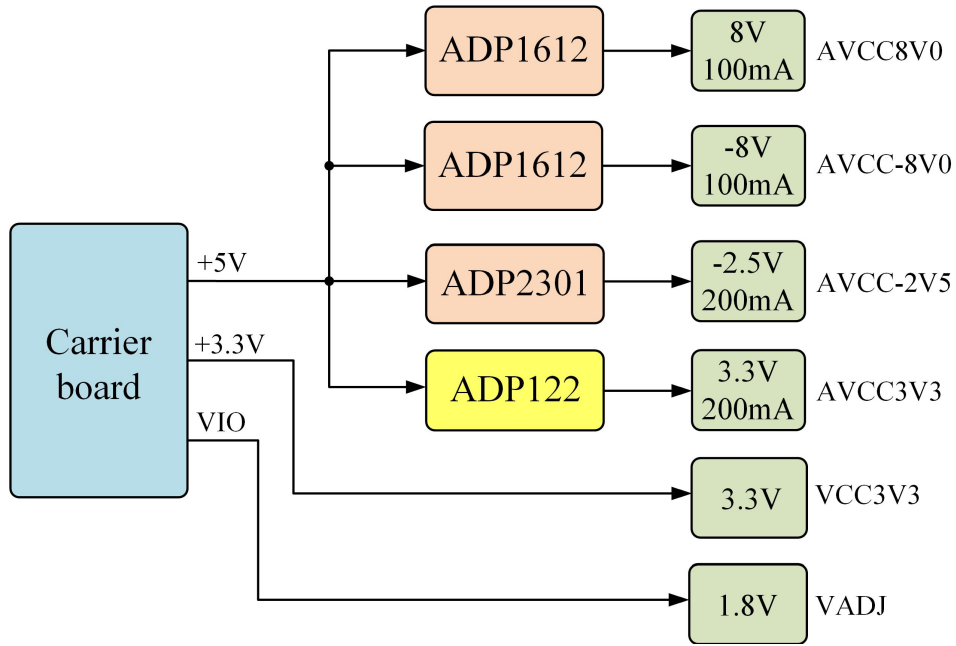 ADP1612
8V
100mA
AVCC8V0
ADP1612
-8V
100mA
AVCC-8V0
Carrier
board
+5V
ADP2301
-2.5V
200mA
AVCC-2V5
+3.3V
ADP122
3.3V
200mA
AVCC3V3
VIO
3.3V
VCC3V3
1.8V
VADJ